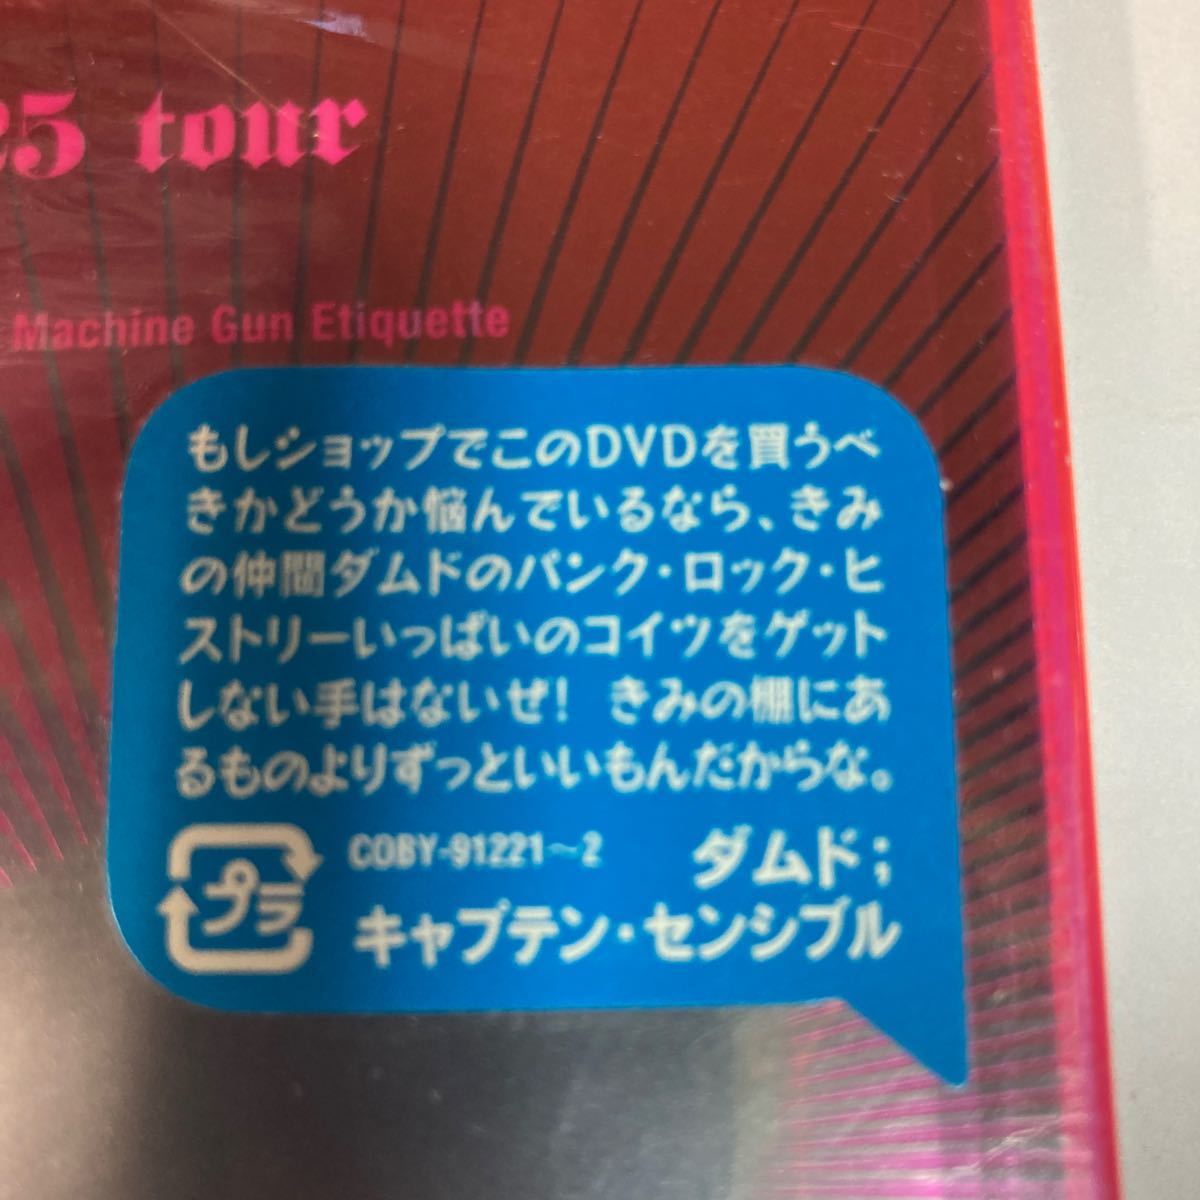 25 tour
Machine Gun Etiquette
もしショップでこのDVDを買うべ
きかどうか悩んでいるなら、きみ
の仲間ダムドのパンク・ロック・ヒ
ストリーいっぱいのコイツをゲット
しない手はないぜ! きみの棚にあ
るものよりずっといいもんだからな。
プラ
COBY-91221〜2
ダムド;
キャプテン・センシブル